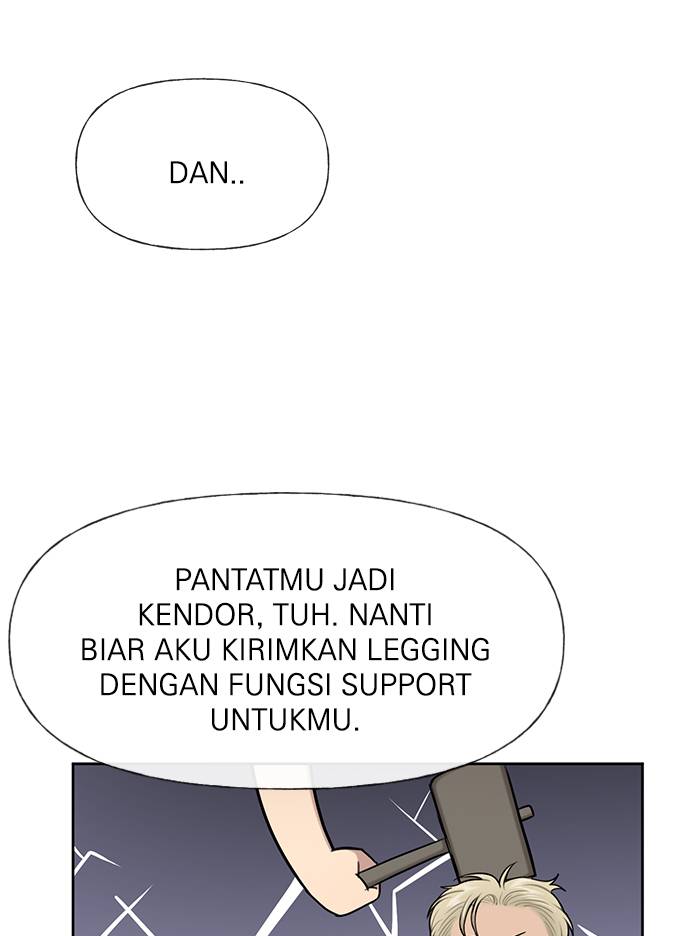 DAN..
PANTATMU JADI
KENDOR, TUH. NANTI
BIAR AKU KIRIMKAN LEGGING
DENGAN FUNGSI SUPPORT
UNTUKMU.